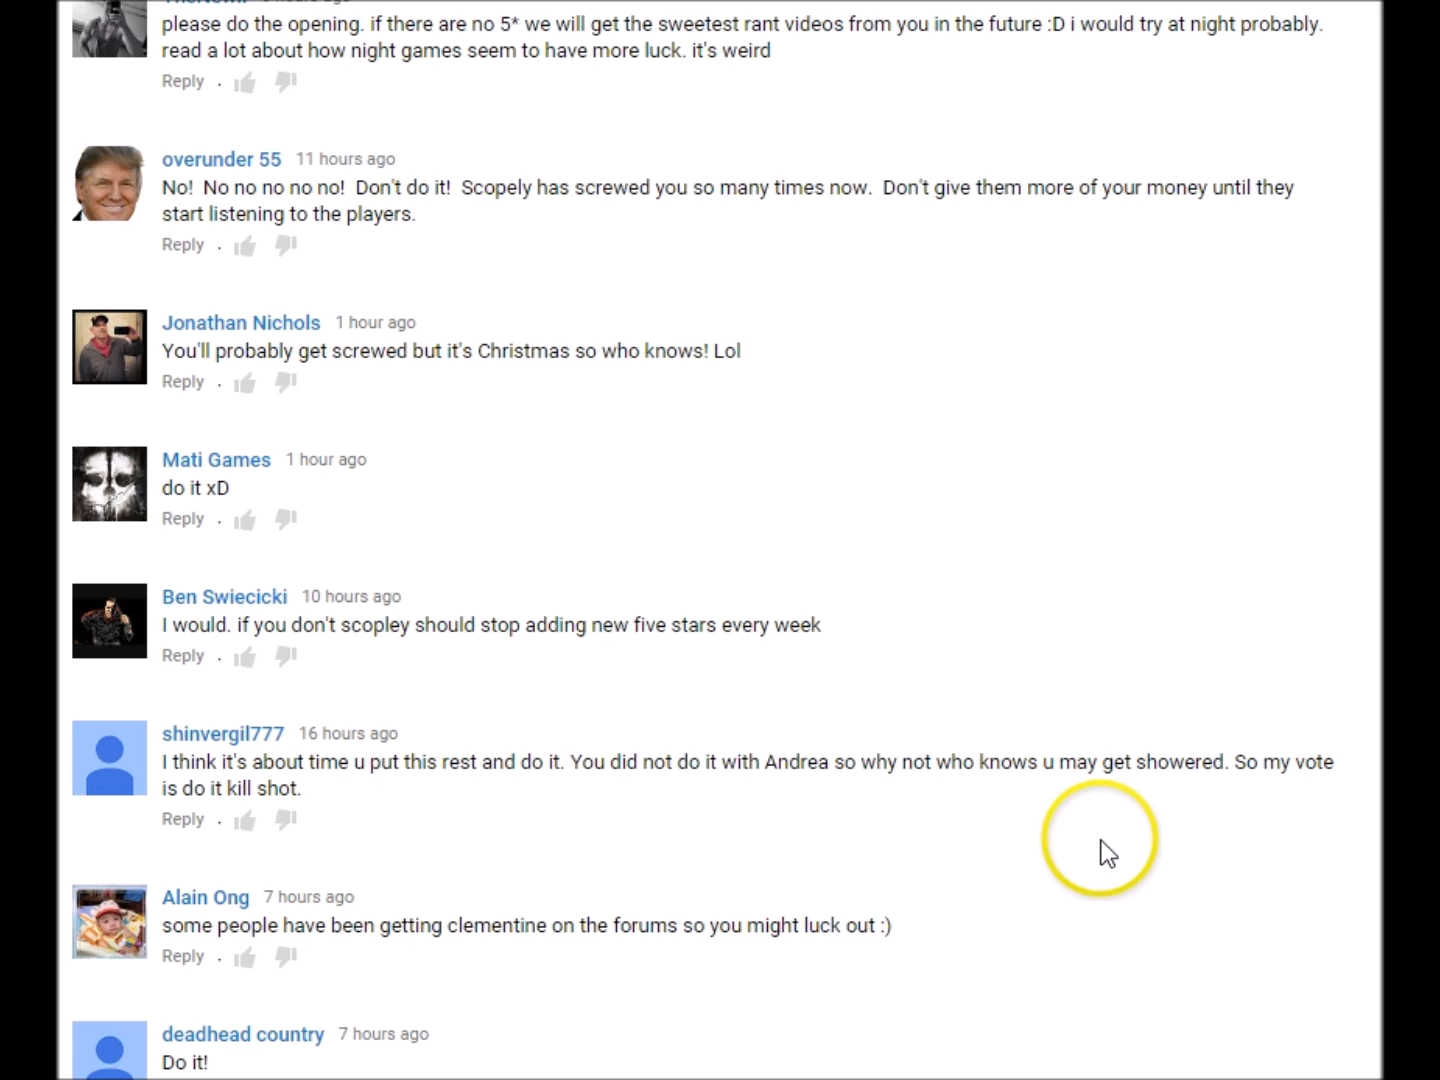 please do the opening. if there are no 5* we will get the sweetest rant videos from you in the future :D i would try at night probably.
read a lot about how night games seem to have more luck. it's weird
Reply .
overunder 55 11 hours ago
No!  No no no no no!  Don't do it!  Scopely has screwed you so many times now.  Don't give them more of your money until they
start listening to the players.
Reply .
Jonathan Nichols 1 hour ago
You'll probably get screwed but it's Christmas so who knows! Lol
Reply .
Mati Games 1 hour ago
do it xD
Reply .
Ben Swiecicki 10 hours ago
I would. if you don't scopley should stop adding new five stars every week
Reply .
shinvergil777 16 hours ago
I think it's about time u put this rest and do it. You did not do it with Andrea so why not who knows u may get showered. So my vote
is do it kill shot.
Reply .
Alain Ong 7 hours ago
some people have been getting clementine on the forums so you might luck out :)
Reply .
deadhead country 7 hours ago
Do it!